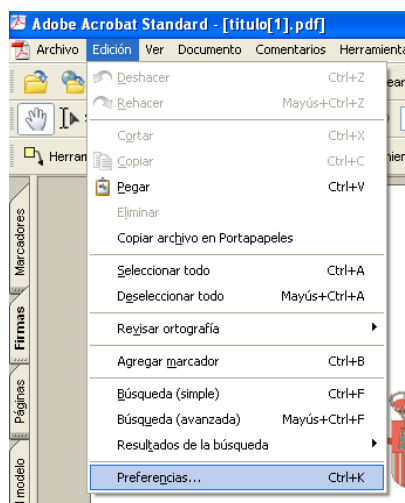 Adobe Acrobat Standard - [titulo[1].pdf]
Archivo Edición Ver Documento Comentarios Herramienta
Deshacer Ctrl+Z
Rehacer Mayús+Ctrl+Z
Cortar Ctrl+X
Herran
Copiar Ctrl+C
Pegar Ctrl+V
Eliminar
Copiar archivo en Portapapeles
Marcadores
Seleccionar todo Ctrl+A
Deseleccionar todo Mayús+Ctrl+A
Firmas
Revisar ortografía
Agregar marcador Ctrl+B
Páginas
Búsqueda (simple) Ctrl+F
Búsqueda (avanzada) Mayús+Ctrl+F
Resultados de la búsqueda
modelo
Preferencias... Ctrl+K